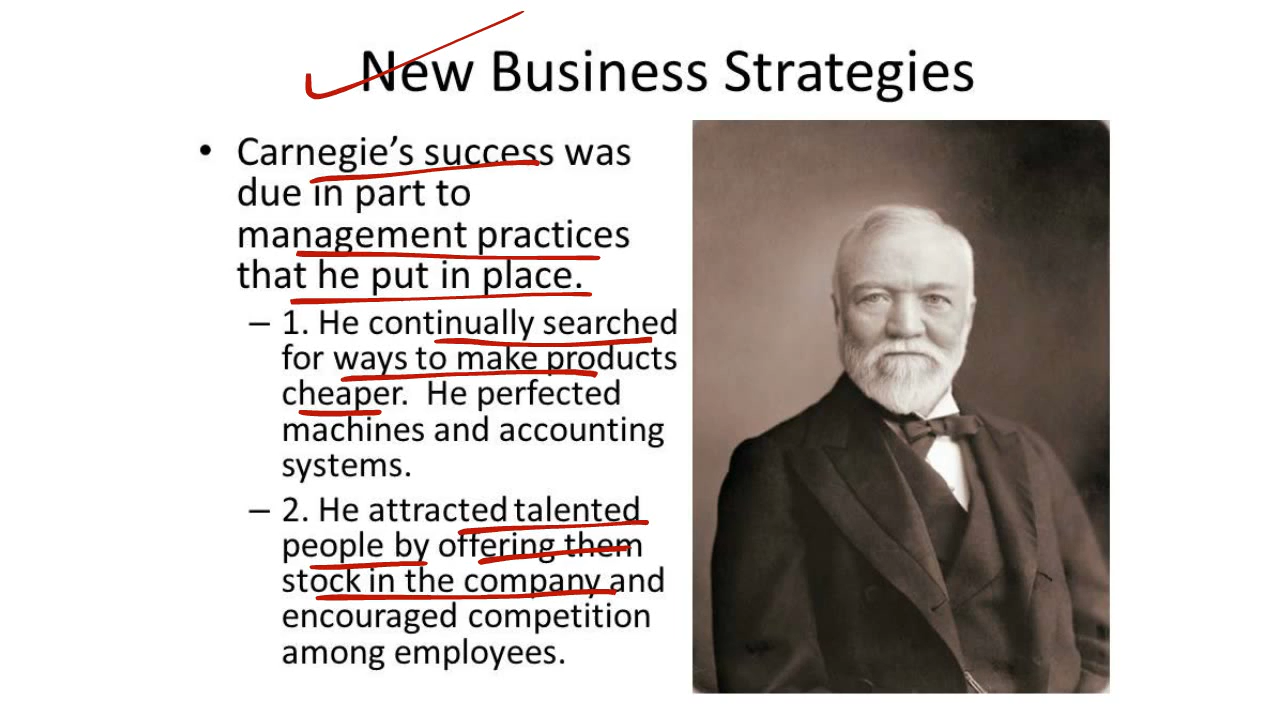 New Business Strategies
• Carnegie's success was
due in part to
management practices
that he put in place.
– 1. He continually searched
for ways to make products
cheaper.  He perfected
machines and accounting
systems.
– 2. He attracted talented
people by offering them
stock in the company and
encouraged competition
among employees.